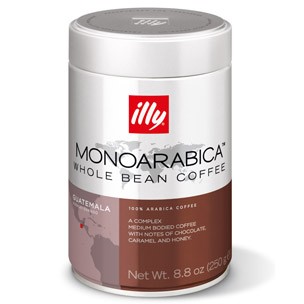 illy
MONOARABICA™
WHOLE BEAN COFFEE
GUATEMALA
100% ARABICA COFFEE
A COMPLEX
MEDIUM BODIED COFFEE
WITH NOTES OF CHOCOLATE,
CARAMEL AND HONEY.
Net Wt. 8.8 oz (250 g)